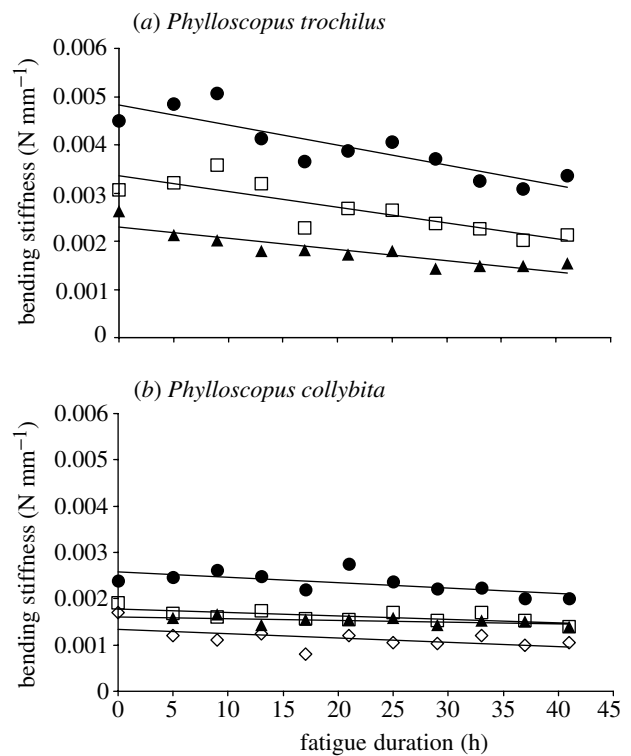 (a) Phylloscopus trochilus
0.006
0.005
0.004
0.003
0.002
0.001
0
bending stiffness (N mm⁻¹)
(b) Phylloscopus collybita
0.006
0.005
0.004
0.003
0.002
0.001
0
bending stiffness (N mm⁻¹)
0 5 10 15 20 25 30 35 40 45
fatigue duration (h)